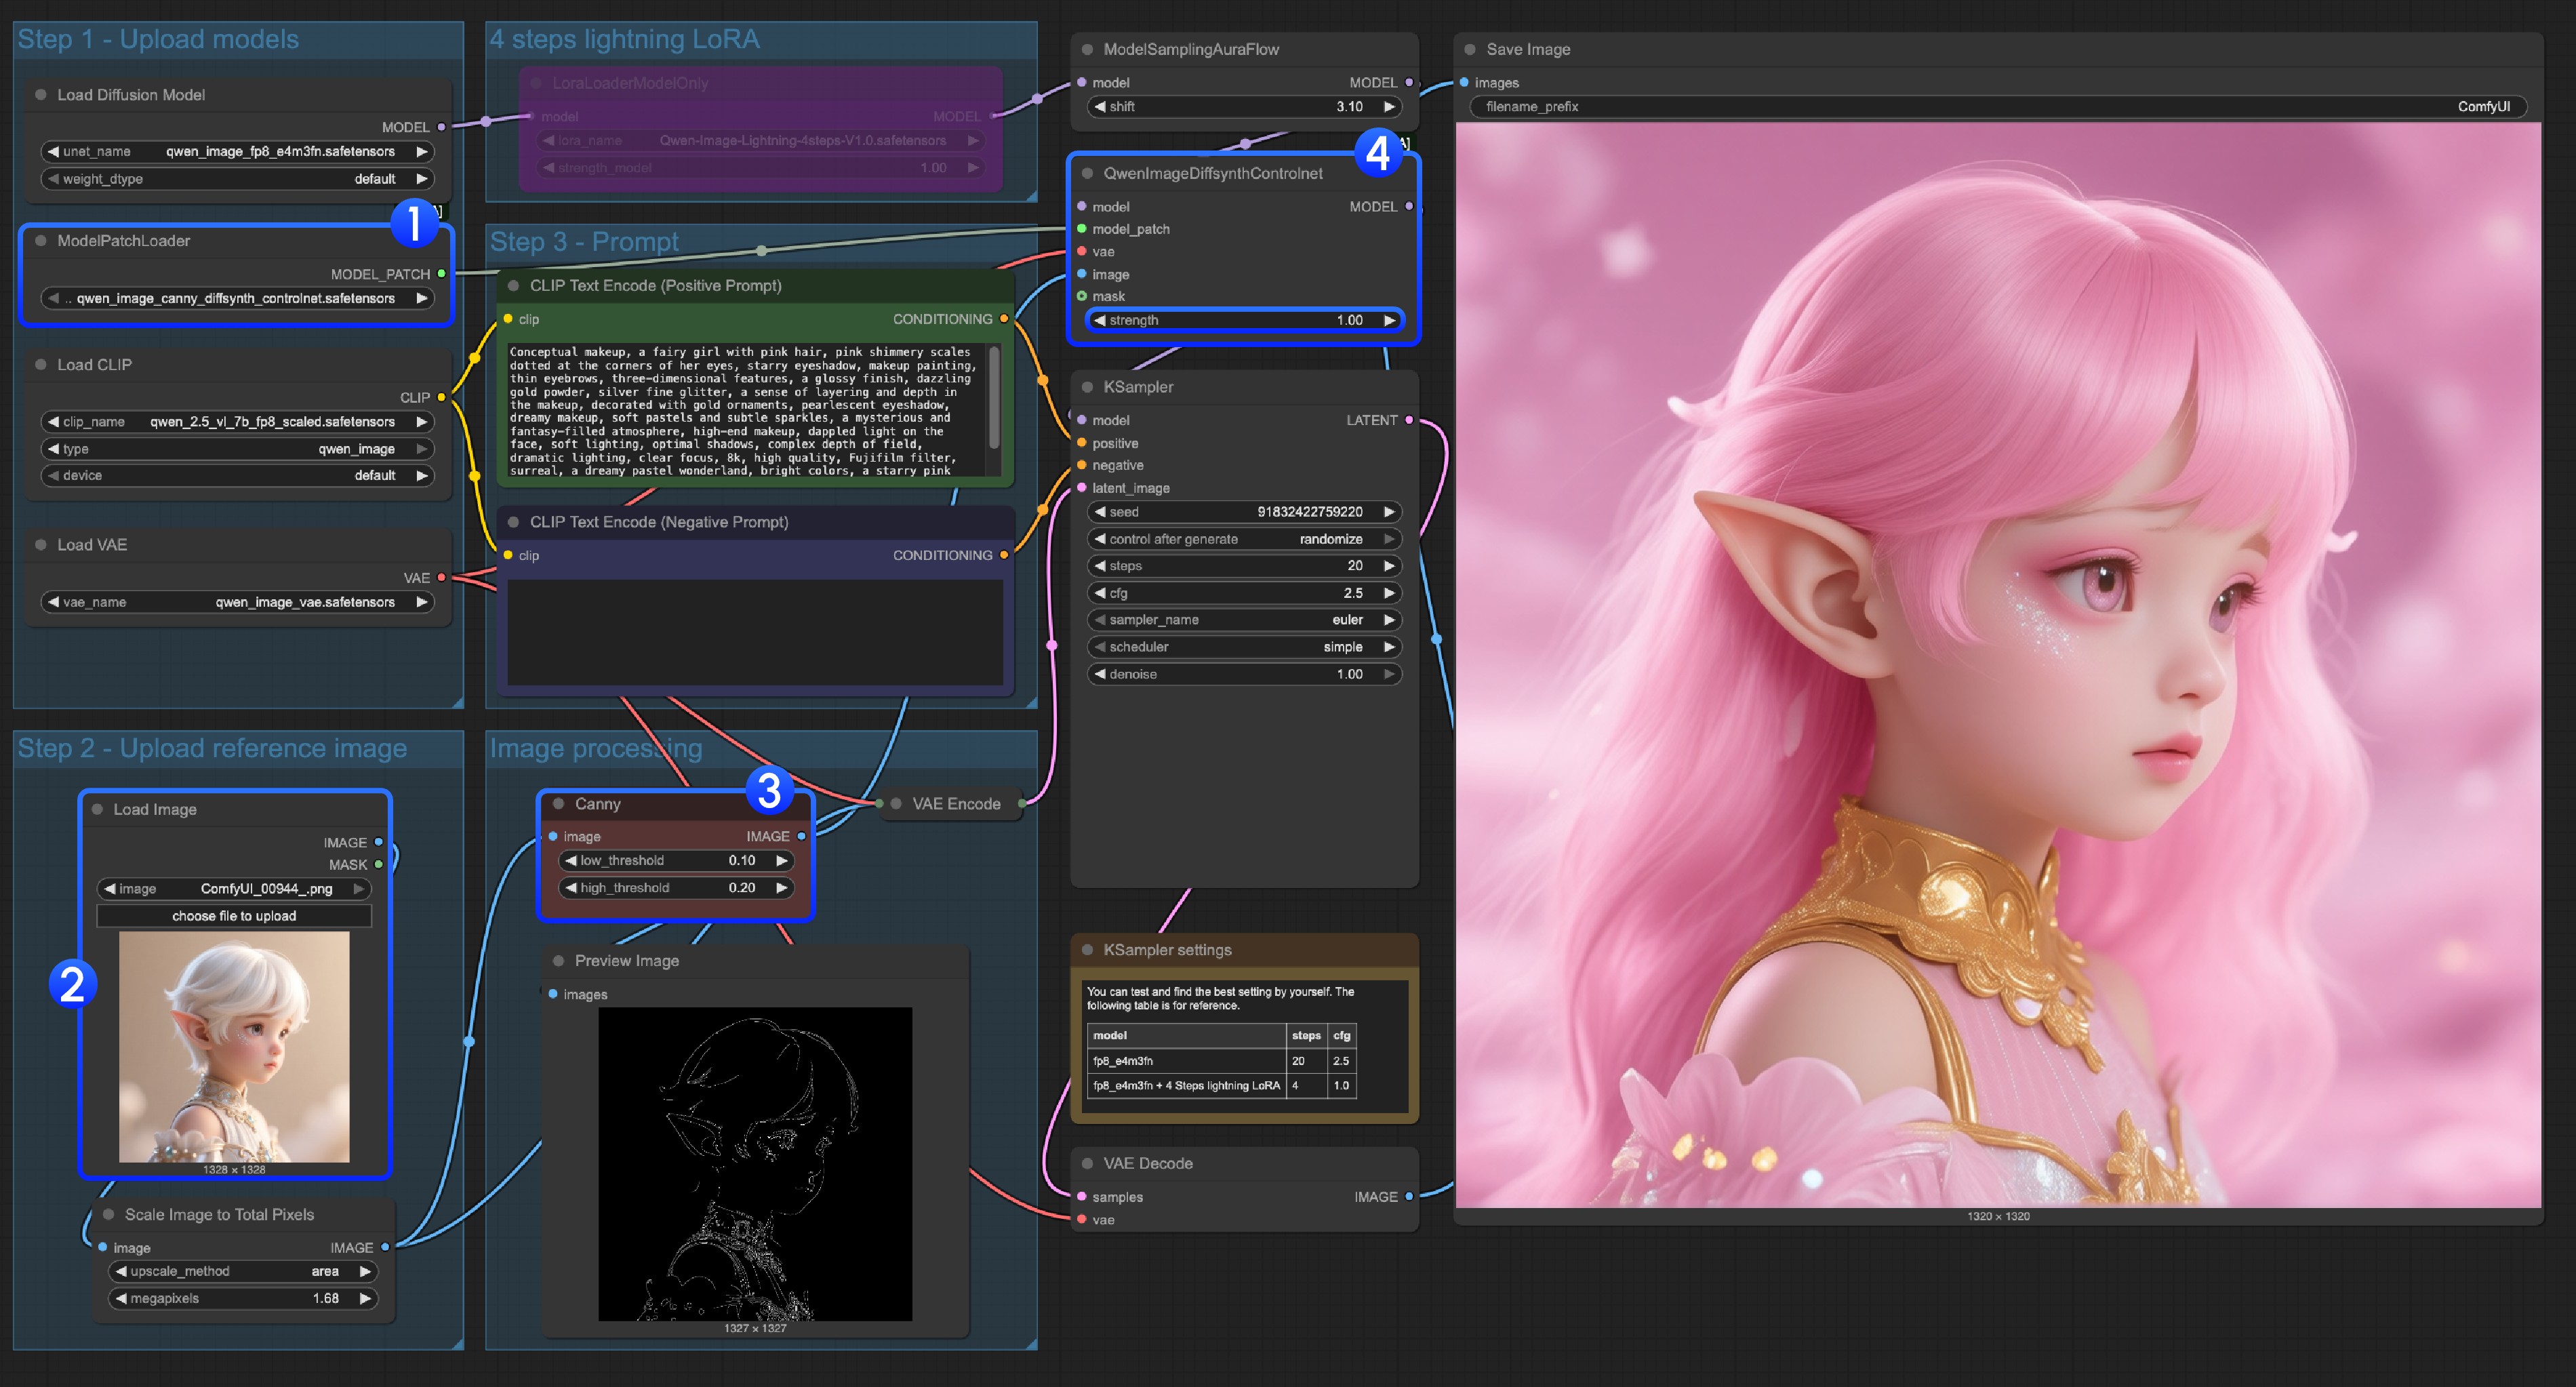 Step 1 - Upload models
Load Diffusion Model
MODEL
unet_name qwen_image_fp8_e4m3fn.safetensors
weight_dtype default
1
ModelPatchLoader
MODEL_PATCH
.. qwen_image_canny_diffsynth_controlnet.safetensors
Load CLIP
CLIP
clip_name qwen_2.5_vl_7b_fp8_scaled.safetensors
type qwen_image
device default
Load VAE
VAE
vae_name qwen_image_vae.safetensors
Step 2 - Upload reference image
Load Image
IMAGE
MASK
image ComfyUI_00944_.png
choose file to upload
2
1328 × 1328
Scale Image to Total Pixels
image IMAGE
upscale_method area
megapixels 1.68
4 steps lightning LoRA
LoraLoaderModelOnly
model MODEL
lora_name Qwen-Image-Lightning-4steps-V1.0.safetensors
strength_model 1.00
Step 3 - Prompt
CLIP Text Encode (Positive Prompt)
clip CONDITIONING
Conceptual makeup, a fairy girl with pink hair, pink shimmery scales
dotted at the corners of her eyes, starry eyeshadow, makeup painting,
thin eyebrows, three-dimensional features, a glossy finish, dazzling
gold powder, silver fine glitter, a sense of layering and depth in
the makeup, decorated with gold ornaments, pearlescent eyeshadow,
dreamy makeup, soft pastels and subtle sparkles, a mysterious and
fantasy-filled atmosphere, high-end makeup, dappled light on the
face, soft lighting, optimal shadows, complex depth of field,
dramatic lighting, clear focus, 8k, high quality, Fujifilm filter,
surreal, a dreamy pastel wonderland, bright colors, a starry pink
CLIP Text Encode (Negative Prompt)
clip CONDITIONING
Image processing
3
Canny
image IMAGE
low_threshold 0.10
high_threshold 0.20
VAE Encode
Preview Image
images
1327 × 1327
ModelSamplingAuraFlow
model MODEL
shift 3.10
4
A]
QwenImageDiffsynthControlnet
model MODEL
model_patch
vae
image
mask
strength 1.00
KSampler
model LATENT
positive
negative
latent_image
seed 91832422759220
control after generate randomize
steps 20
cfg 2.5
sampler_name euler
scheduler simple
denoise 1.00
KSampler settings
You can test and find the best setting by yourself. The
following table is for reference.
model steps cfg
fp8_e4m3fn 20 2.5
fp8_e4m3fn + 4 Steps lightning LoRA 4 1.0
VAE Decode
samples IMAGE
vae
Save Image
images
filename_prefix ComfyUI
1320 × 1320